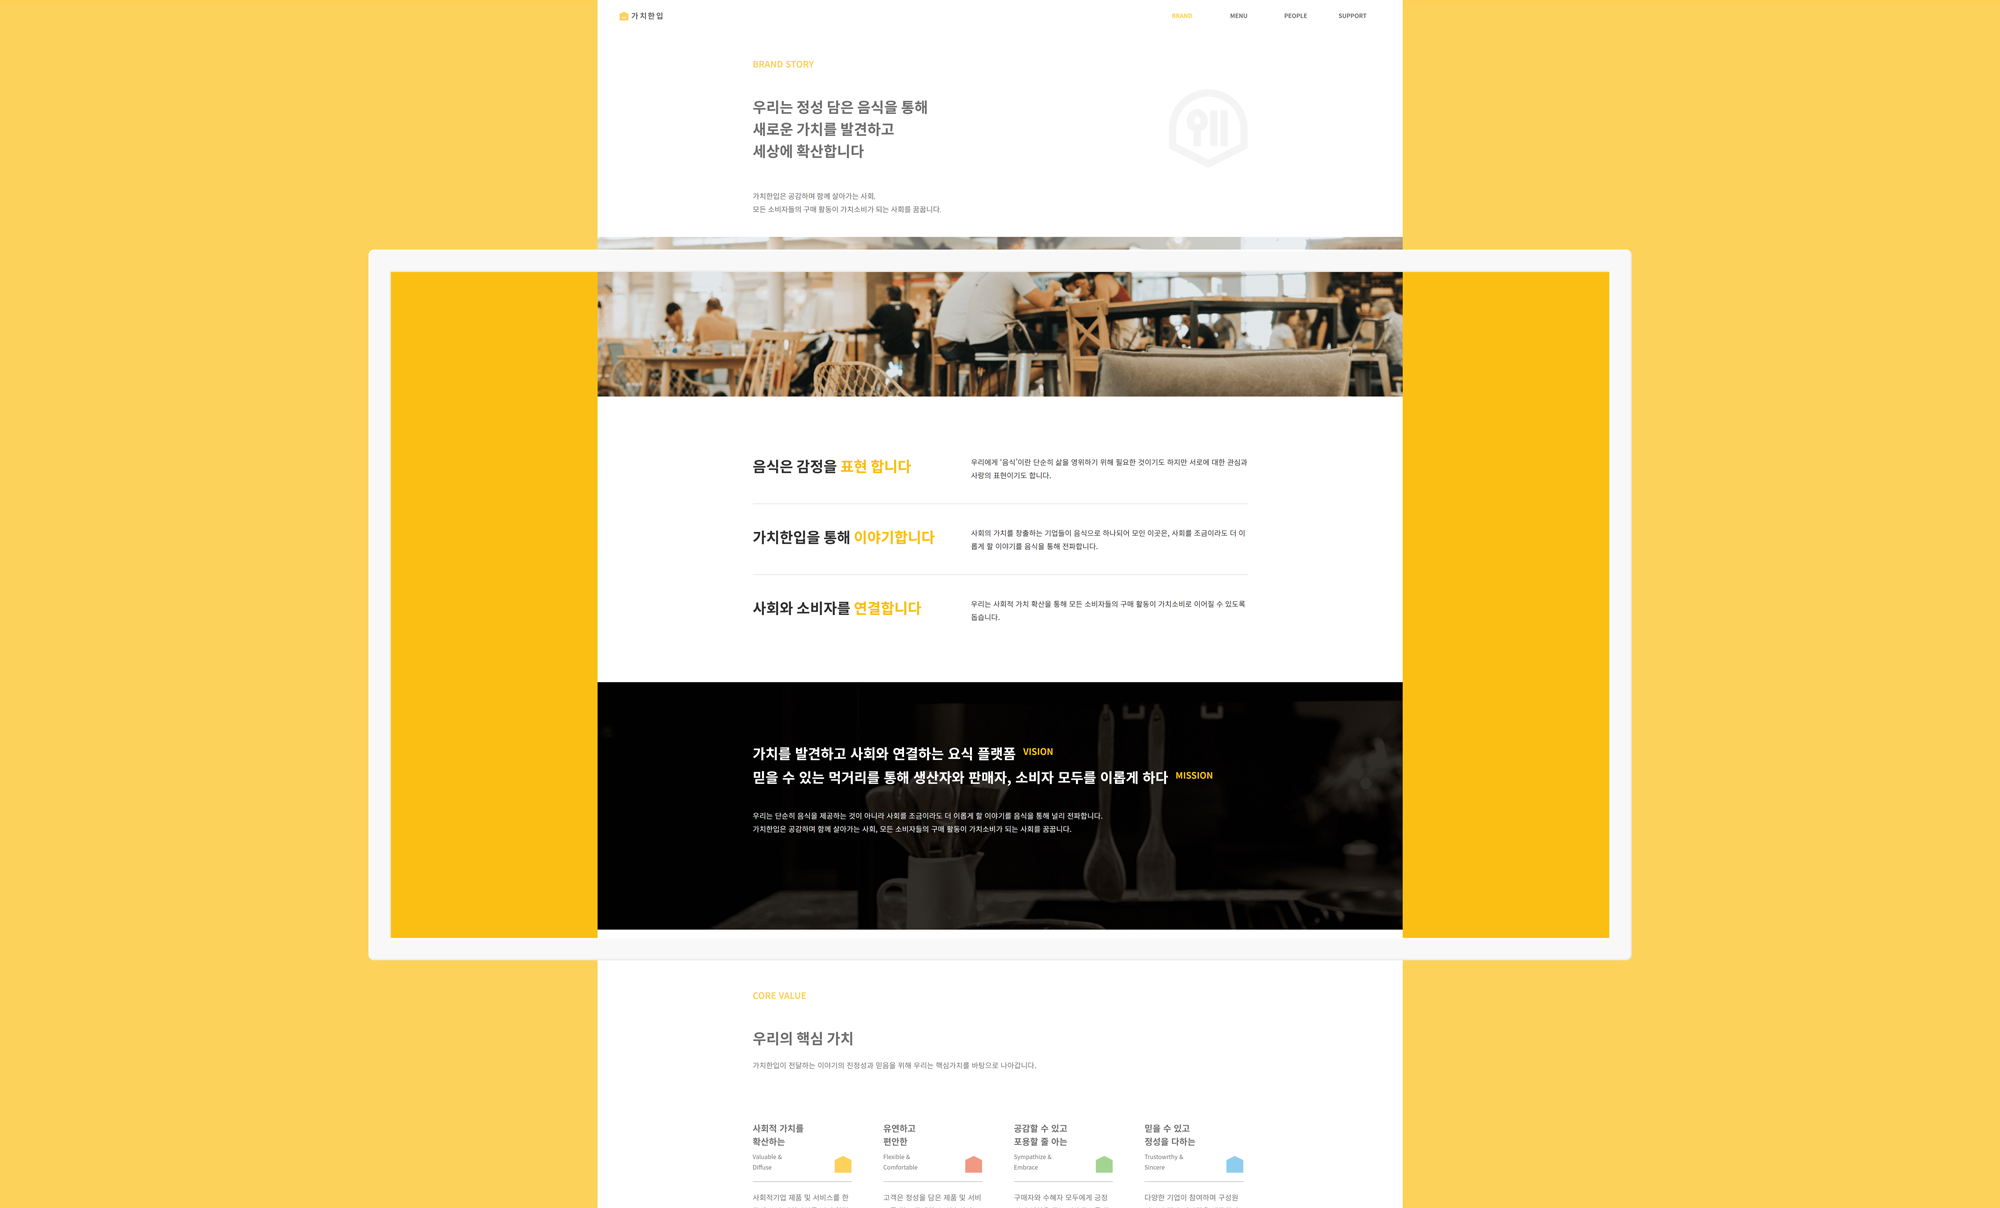 가치한입
BRAND MENU PEOPLE SUPPORT
BRAND STORY
우리는 정성 담은 음식을 통해
새로운 가치를 발견하고
세상에 확산합니다
가치한입은 공감하며 함께 살아가는 사회,
모든 소비자들의 구매 활동이 가치소비가 되는 사회를 꿈꿉니다.
음식은 감정을 표현 합니다
우리에게 '음식'이란 단순히 삶을 영위하기 위해 필요한 것이기도 하지만 서로에 대한 관심과
사랑의 표현이기도 합니다.
가치한입을 통해 이야기합니다
사회의 가치를 창출하는 기업들이 음식으로 하나되어 모인 이곳은, 사회를 조금이라도 더 이
롭게 할 이야기를 음식을 통해 전파합니다.
사회와 소비자를 연결합니다
우리는 사회적 가치 확산을 통해 모든 소비자들의 구매 활동이 가치소비로 이어질 수 있도록
돕습니다.
가치를 발견하고 사회와 연결하는 요식 플랫폼 VISION
믿을 수 있는 먹거리를 통해 생산자와 판매자, 소비자 모두를 이롭게 하다 MISSION
우리는 단순히 음식을 제공하는 것이 아니라 사회를 조금이라도 더 이롭게 할 이야기를 음식을 통해 널리 전파합니다.
가치한입은 공감하며 함께 살아가는 사회, 모든 소비자들의 구매 활동이 가치소비가 되는 사회를 꿈꿉니다.
CORE VALUE
우리의 핵심 가치
가치한입이 전달하는 이야기의 진정성과 믿음을 위해 우리는 핵심가치를 바탕으로 나아갑니다.
사회적 가치를
확산하는
Valuable &
Diffuse
사회적기업 제품 및 서비스를 한
유연하고
편안한
Flexible &
Comfortable
고객은 정성을 담은 제품 및 서비
공감할 수 있고
포용할 줄 아는
Sympathize &
Embrace
구매자와 수혜자 모두에게 긍정
믿을 수 있고
정성을 다하는
Trustowrthy &
Sincere
다양한 기업이 참여하며 구성원